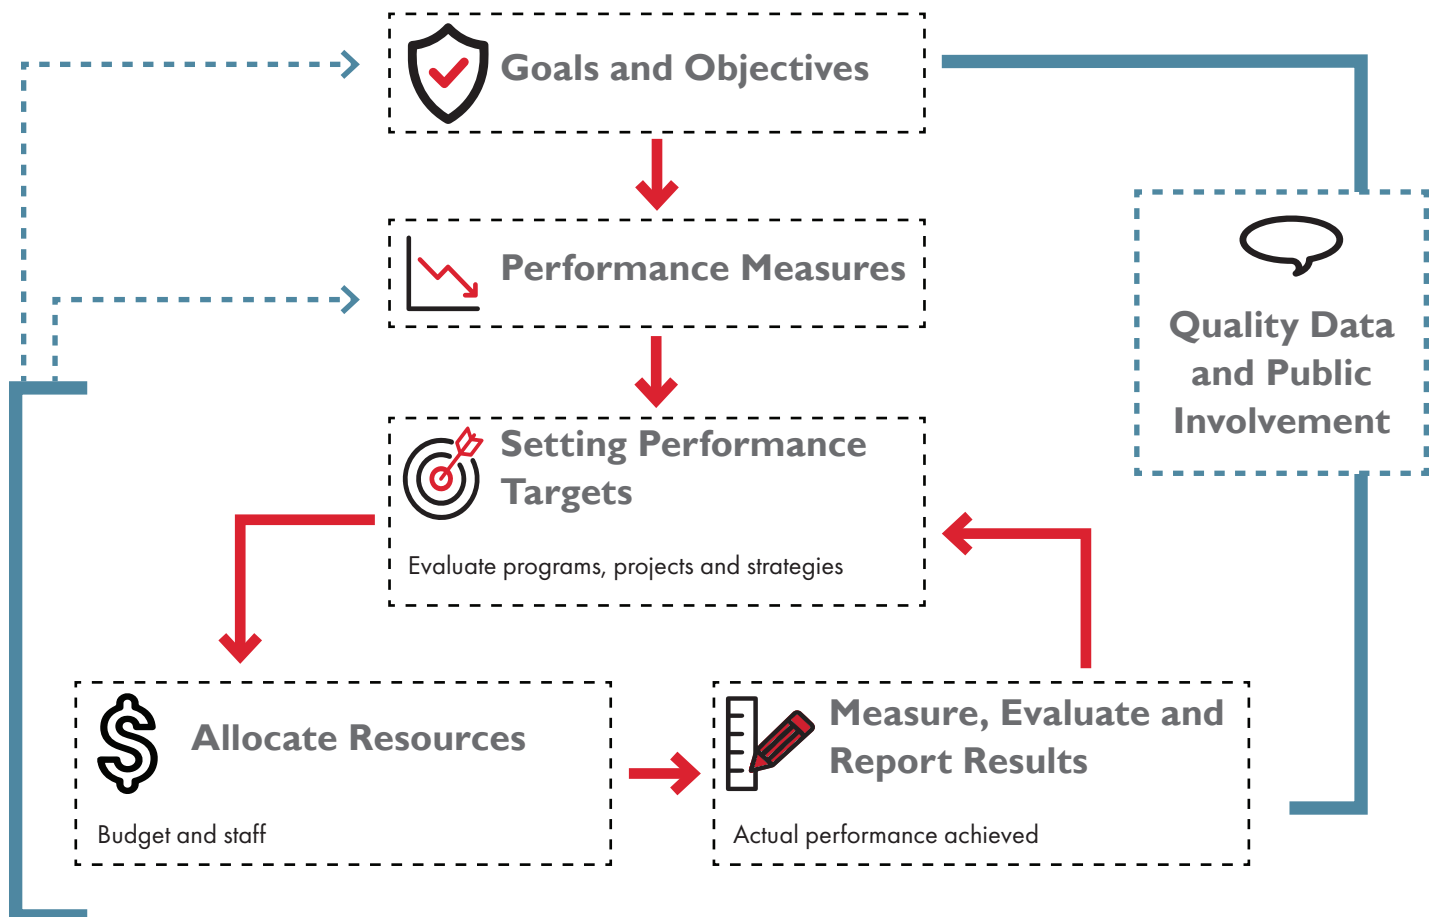 Goals and Objectives
Performance Measures
Quality Data
and Public
Involvement
Setting Performance
Targets
Evaluate programs, projects and strategies
Allocate Resources
Budget and staff
Measure, Evaluate and
Report Results
Actual performance achieved